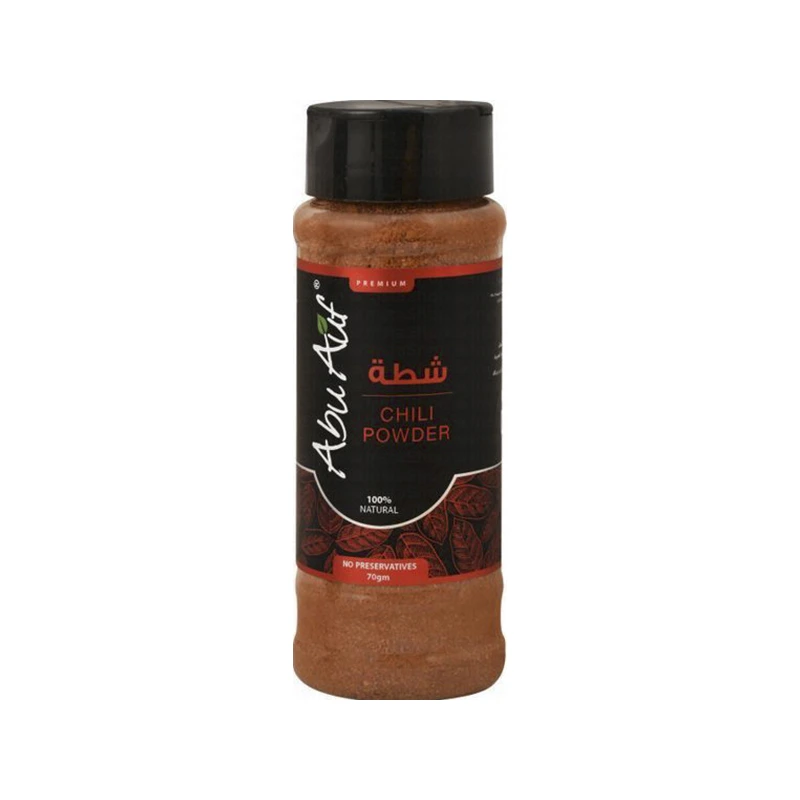 PREMIUM
Abu Auf®
شطة
CHILI
POWDER
100%
NATURAL
NO PRESERVATIVES
70gm